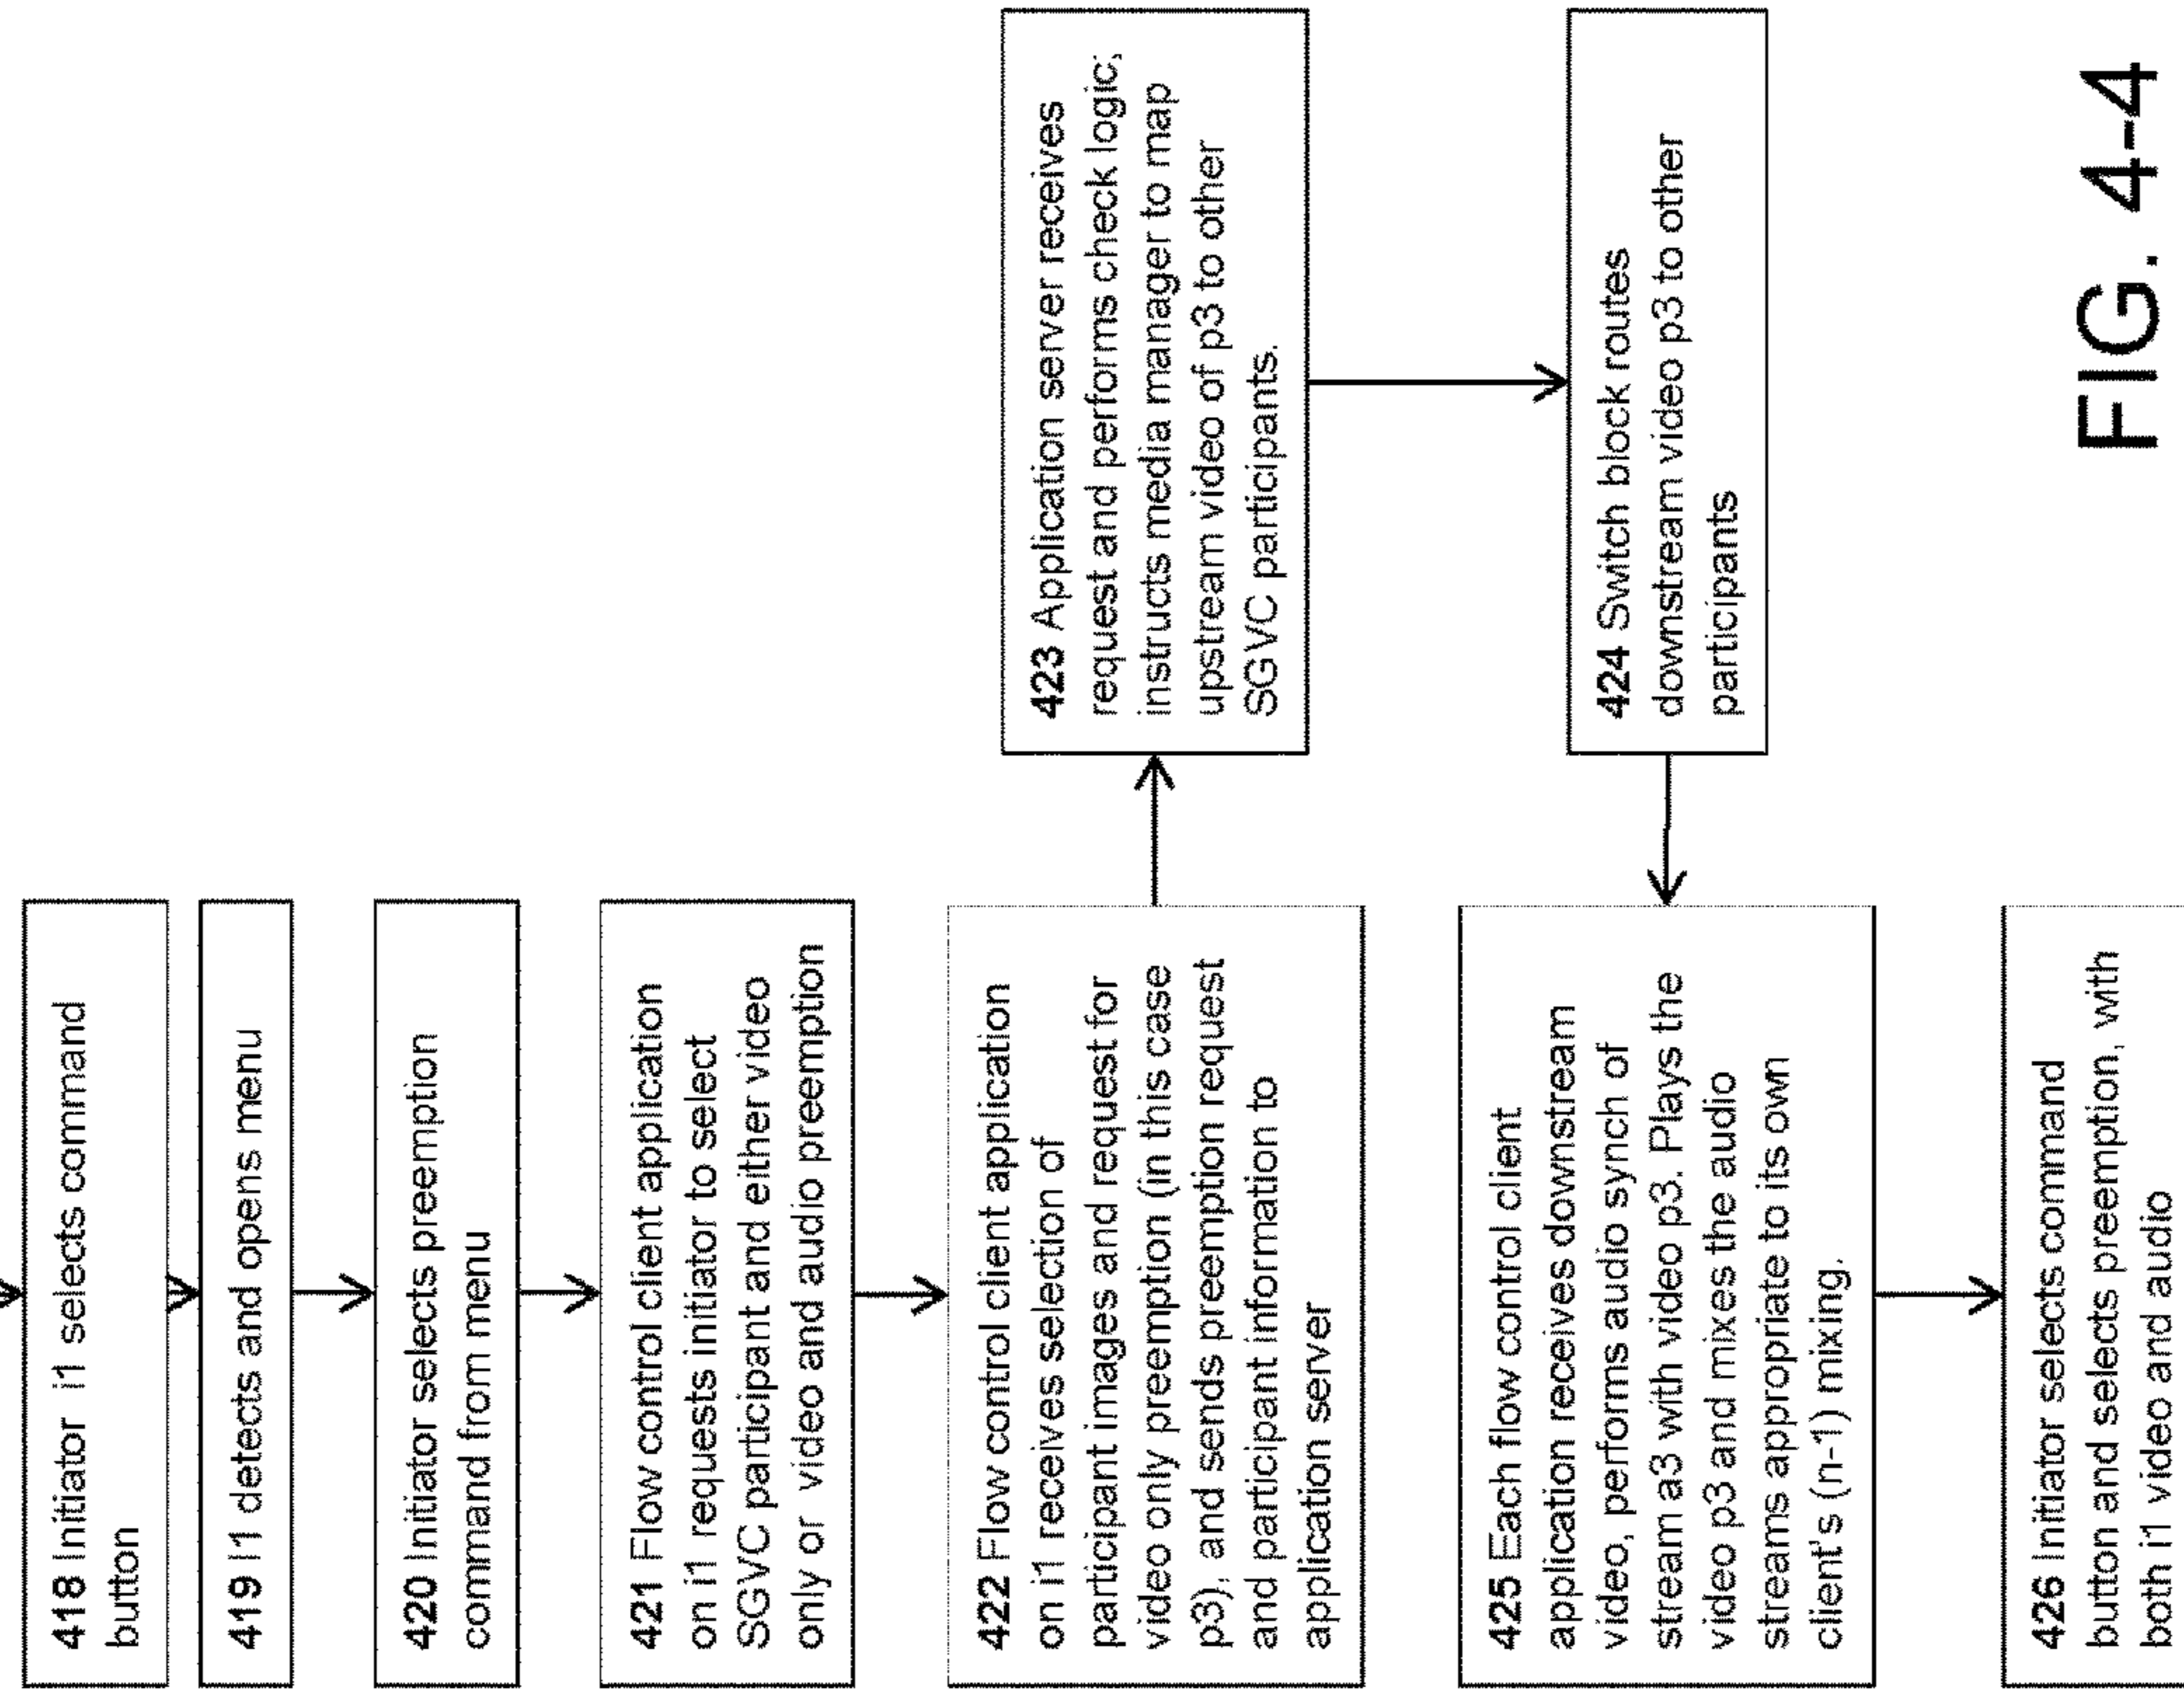 418 Initiator i1 selects command
button
419 I1 detects and opens menu
420 Initiator selects preemption
command from menu
421 Flow control client application
on i1 requests initiator to select
SGVC participant and either video
only or video and audio preemption
422 Flow control client application
on i1 receives selection of
participant images and request for
video only preemption (in this case
p3), and sends preemption request
and participant information to
application server
423 Application server receives
request and performs check logic;
instructs media manager to map
upstream video of p3 to other
SGVC participants.
424 Switch block routes
downstream video p3 to other
participants
425 Each flow control client
application receives downstream
video, performs audio synch of
stream a3 with video p3. Plays the
video p3 and mixes the audio
streams appropriate to its own
client's (n-1) mixing.
426 Initiator selects command
button and selects preemption, with
both i1 video and audio
FIG. 4-4